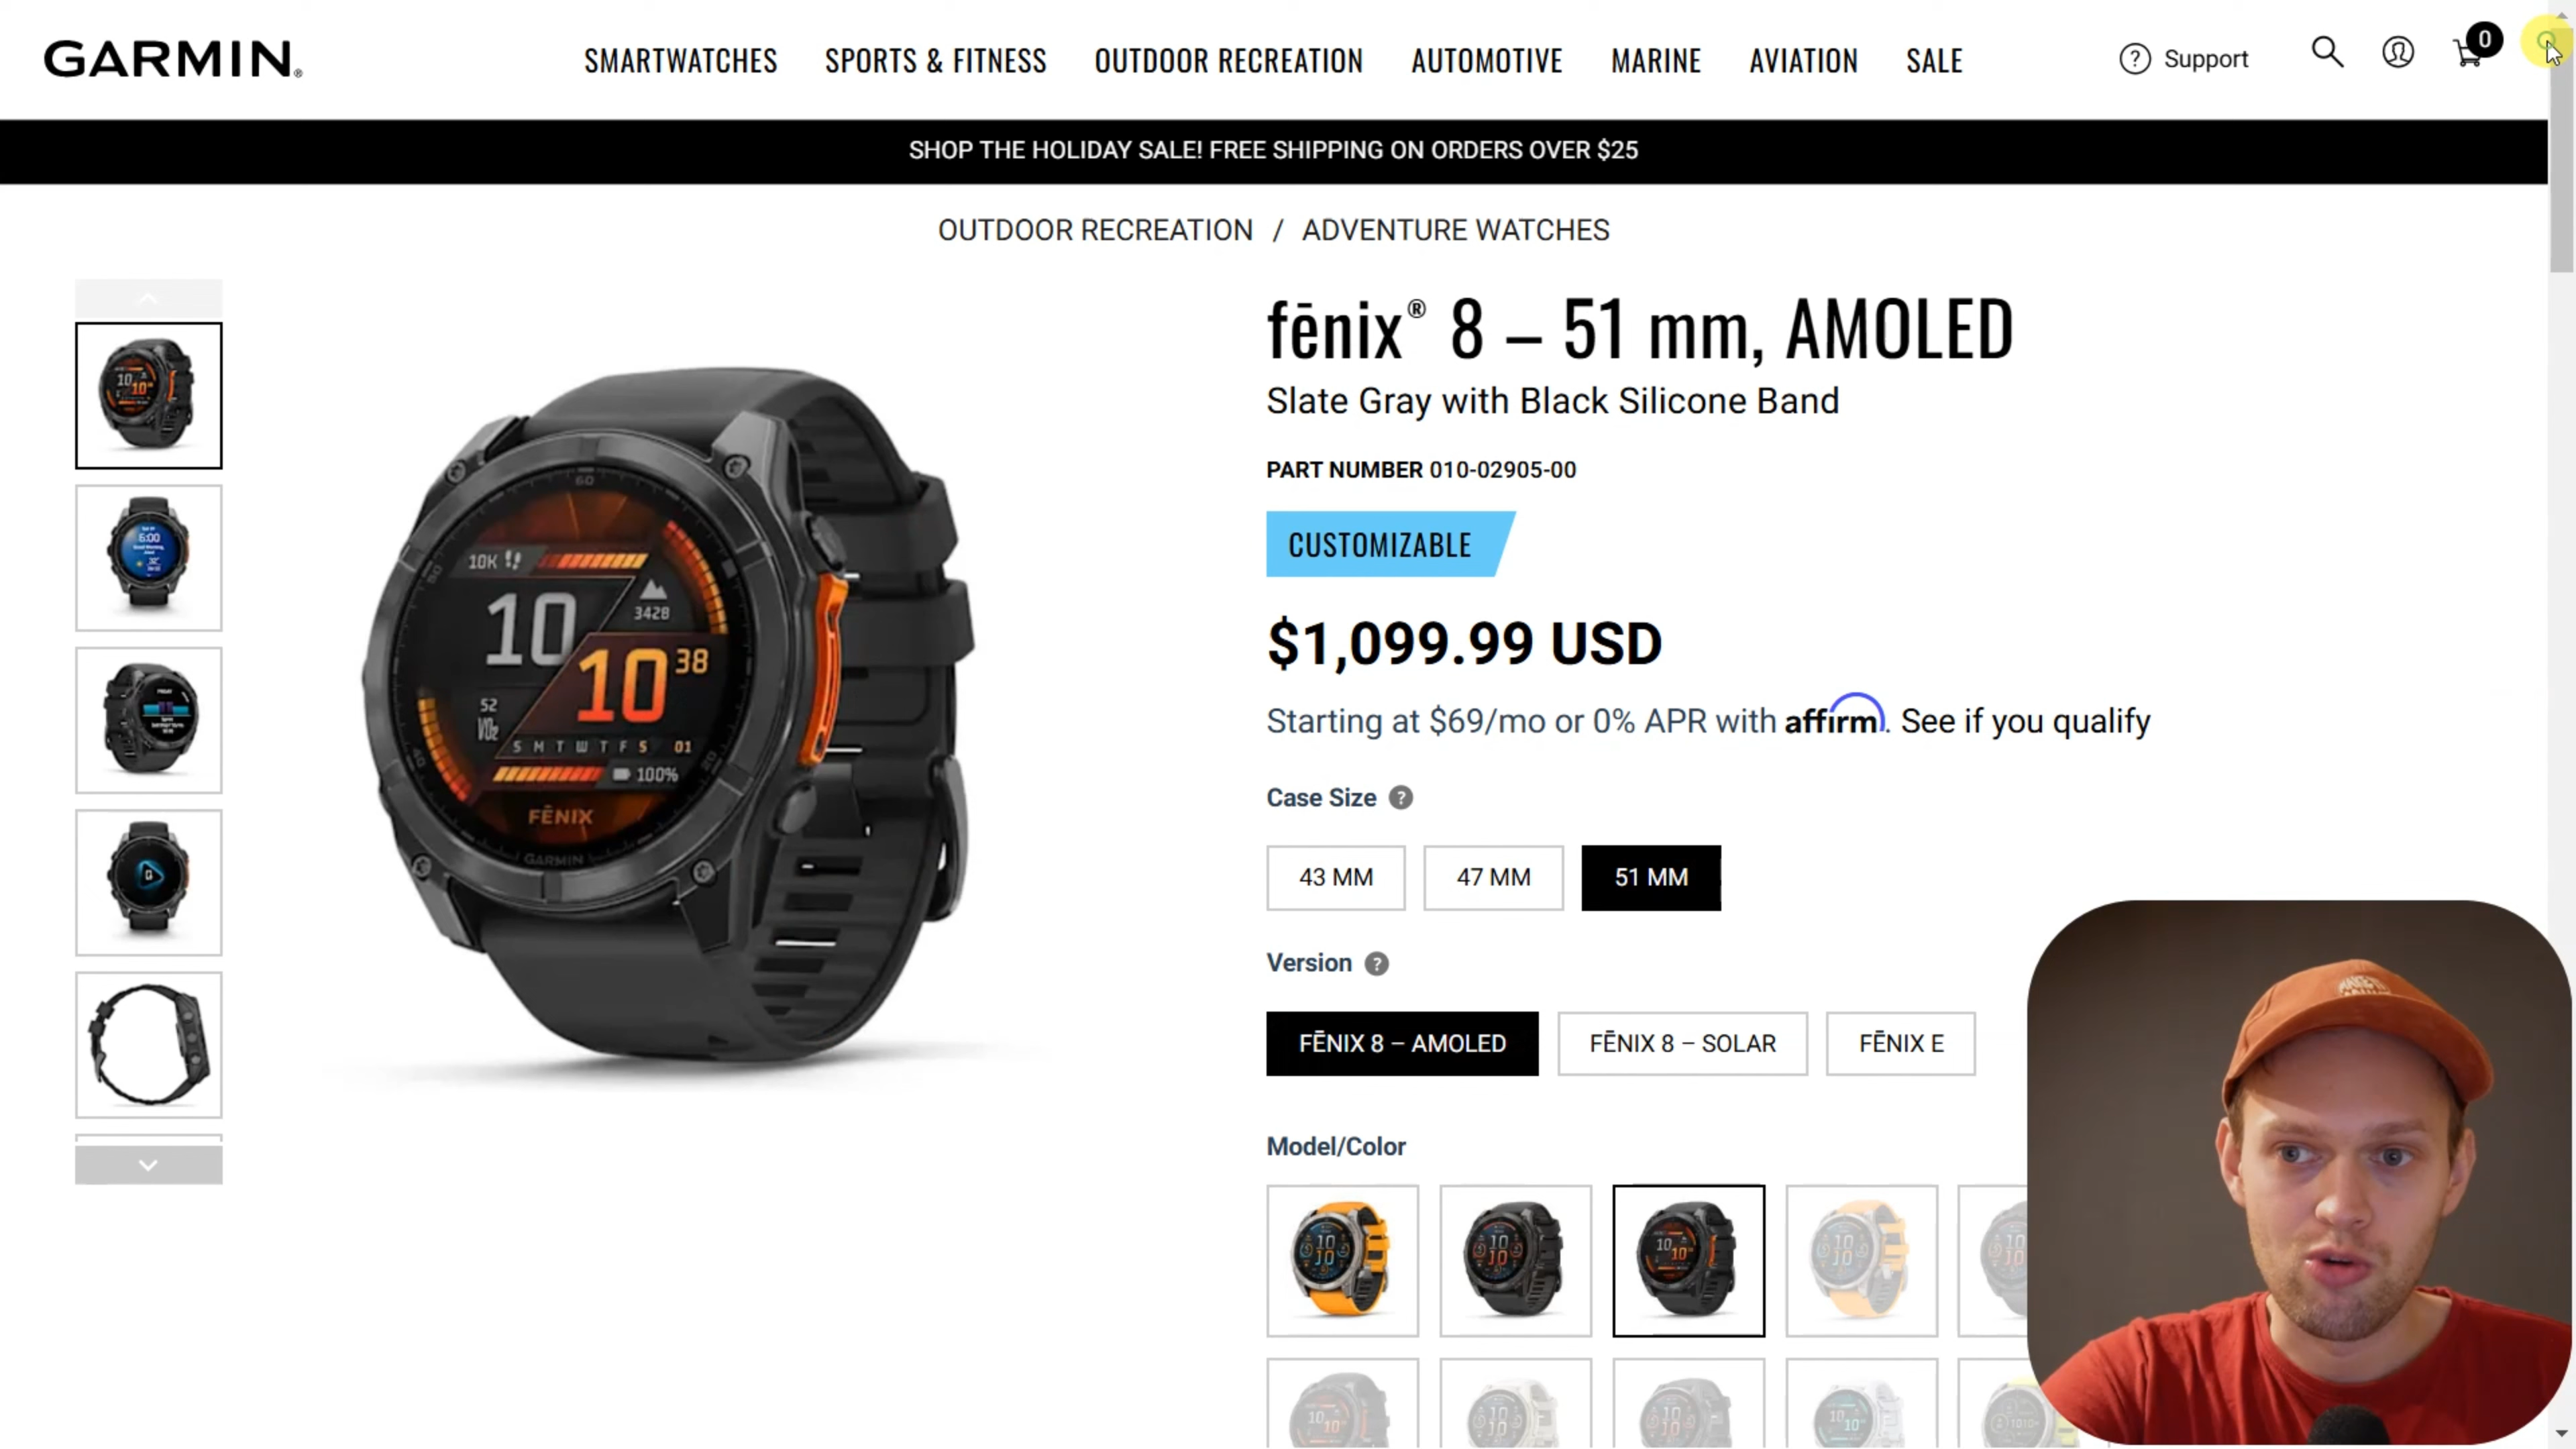 GARMIN®
SMARTWATCHES SPORTS & FITNESS OUTDOOR RECREATION AUTOMOTIVE MARINE AVIATION SALE
? Support
0
SHOP THE HOLIDAY SALE! FREE SHIPPING ON ORDERS OVER $25
OUTDOOR RECREATION / ADVENTURE WATCHES
fēnix® 8 – 51 mm, AMOLED
Slate Gray with Black Silicone Band
PART NUMBER 010-02905-00
CUSTOMIZABLE
$1,099.99 USD
Starting at $69/mo or 0% APR with affirm. See if you qualify
Case Size ?
43 MM 47 MM 51 MM
Version ?
FĒNIX 8 – AMOLED FĒNIX 8 – SOLAR FĒNIX E
Model/Color
60
10K
3428
10
10 38
52
VO2
S M T W T F S 01
100%
FĒNIX
GARMIN